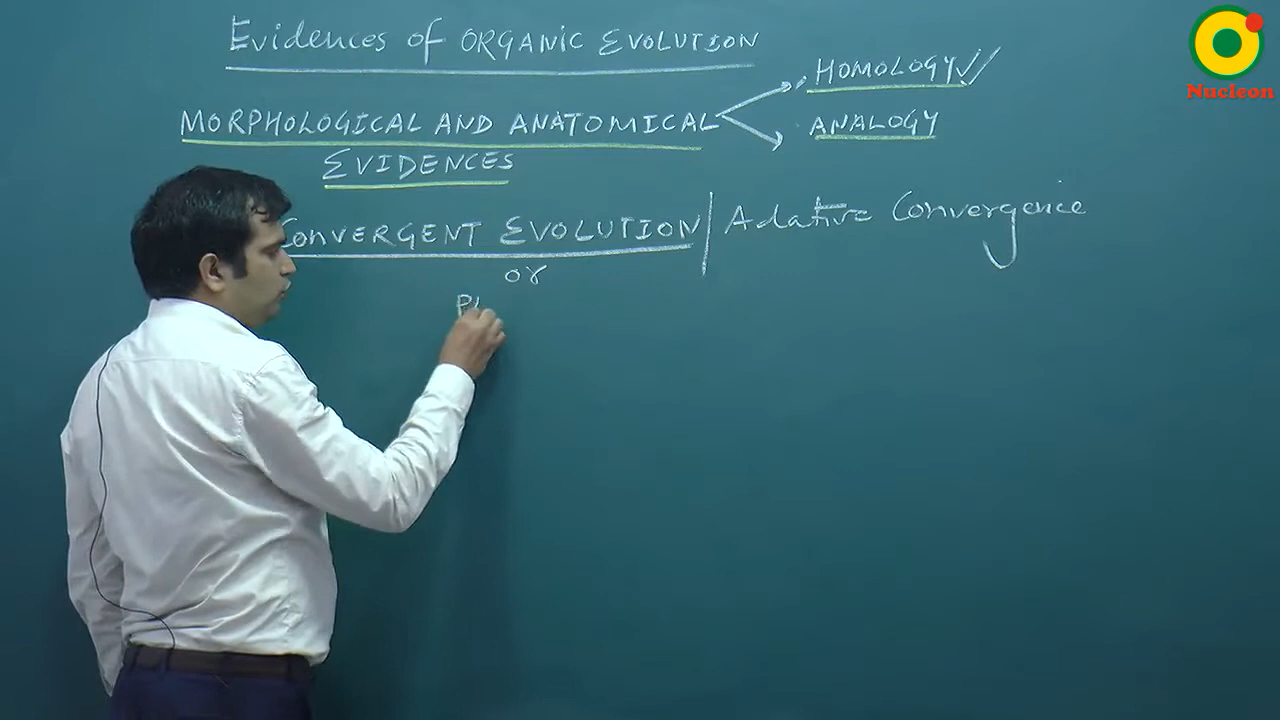 Evidences of ORGANIC EVOLUTION
HOMOLOGY
MORPHOLOGICAL AND ANATOMICAL
ANALOGY
EVIDENCES
CONVERGENT EVOLUTION | Adative Convergence
or
Nucleon